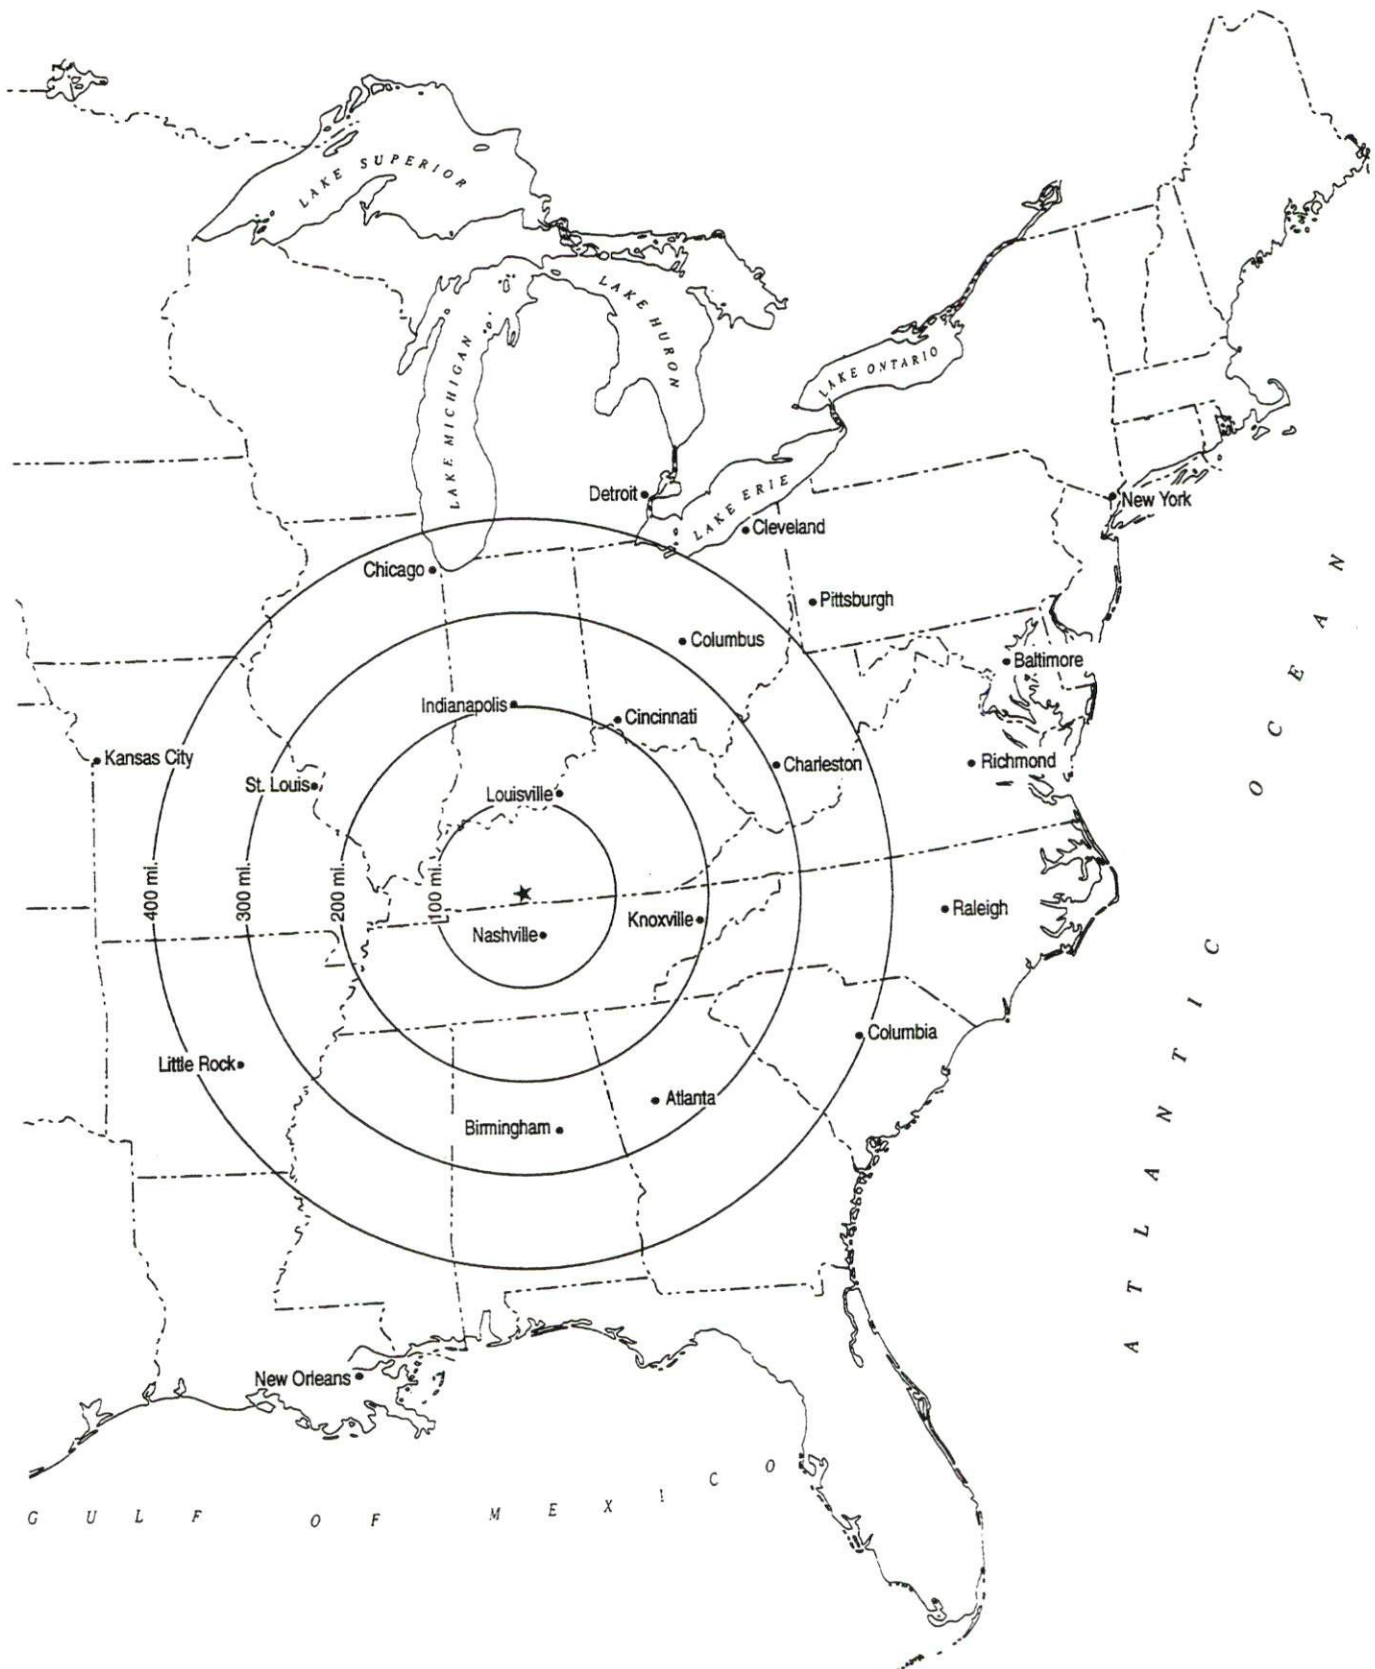 LAKE SUPERIOR
LAKE HURON
LAKE MICHIGAN
LAKE ONTARIO
LAKE ERIE
Detroit
New York
Cleveland
Chicago
Pittsburgh
Columbus
Baltimore
Indianapolis
Cincinnati
Kansas City
Charleston
Richmond
St. Louis
Louisville
400 mi.
300 mi.
200 mi.
100 mi.
Knoxville
Raleigh
Nashville
Columbia
Little Rock
Atlanta
Birmingham
New Orleans
ATLANTIC OCEAN
GULF OF MEXICO